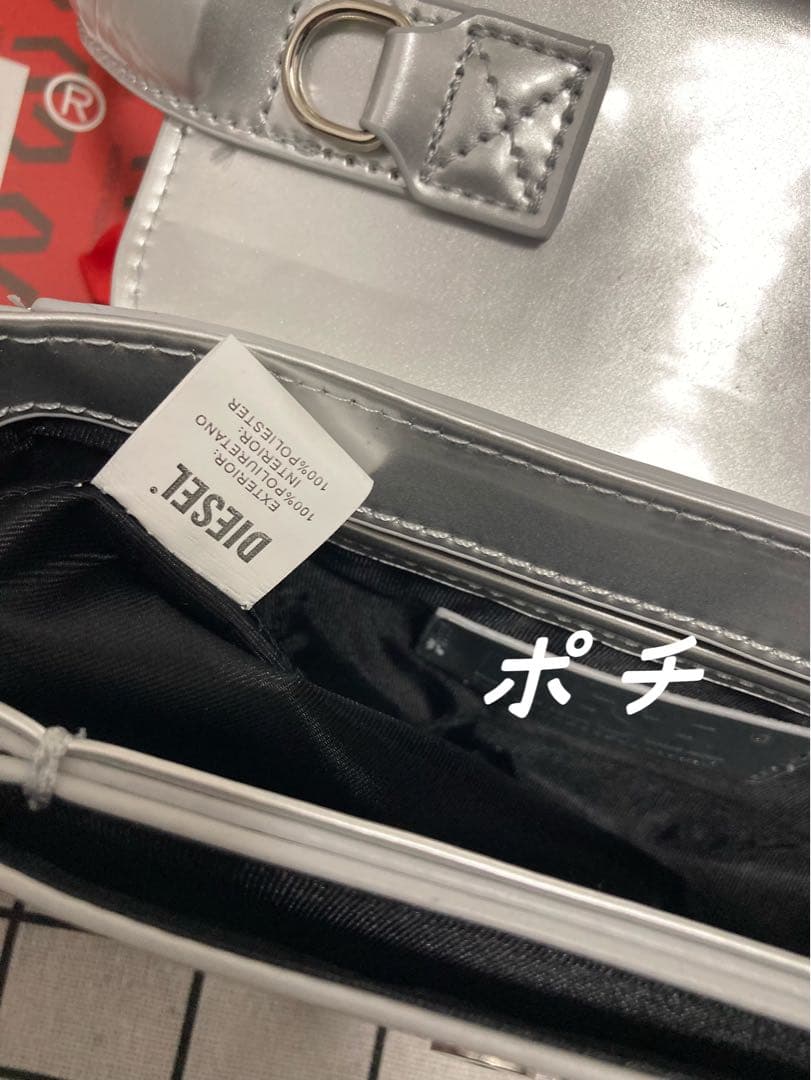 ®
DIESEL®
EXTERIOR:
100%POLIURETANO
INTERIOR:
100%POLIESTER
ポチ